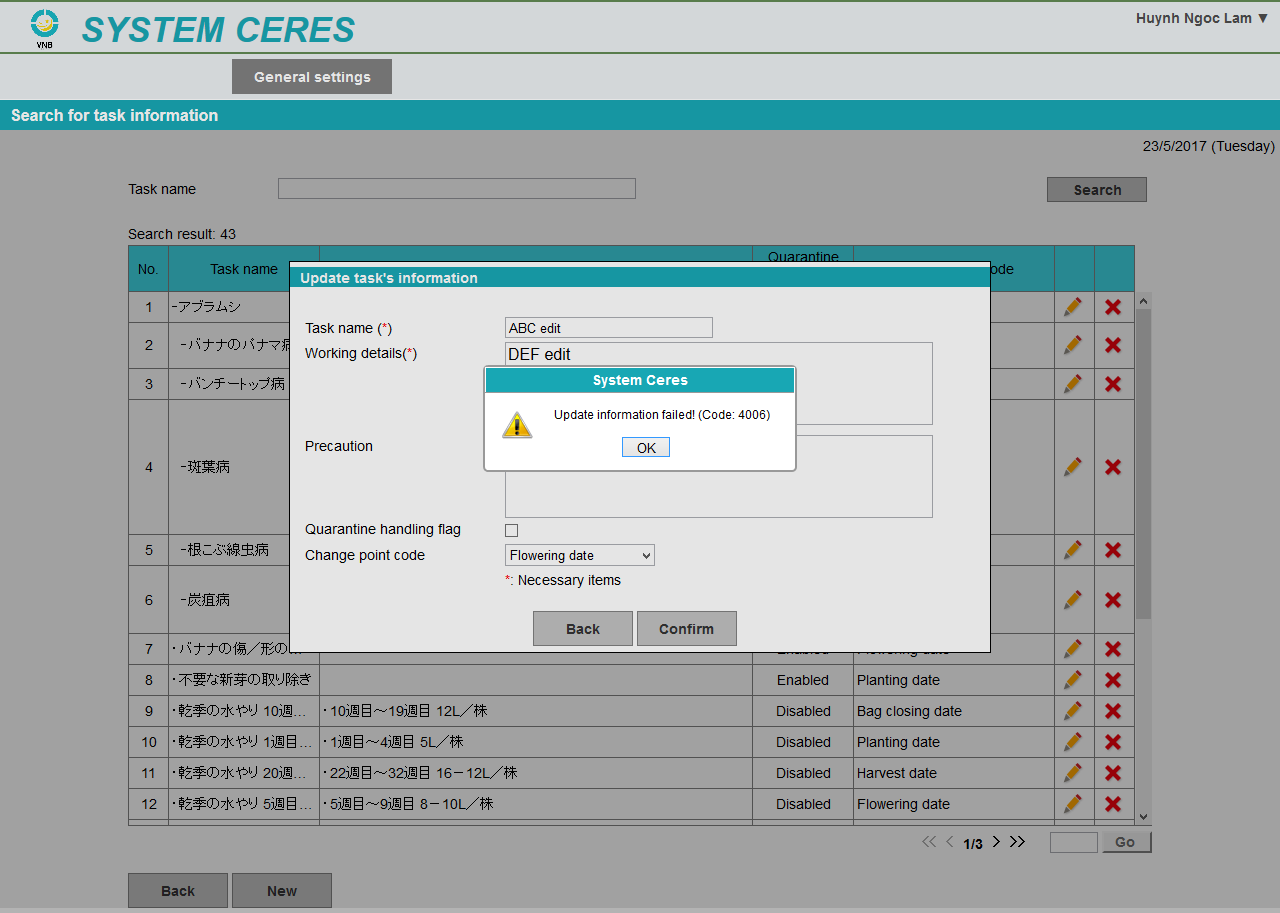 VNB
SYSTEM CERES
Huynh Ngoc Lam ▼
General settings
Search for task information
23/5/2017 (Tuesday)
Task name
Search
Search result: 43
No. Task name Quarantine ode
Update task's information
Task name (*) ABC edit
Working details(*) DEF edit
System Ceres
Update information failed! (Code: 4006)
OK
Precaution
Quarantine handling flag
Change point code Flowering date
*: Necessary items
Back Confirm
1 -アブラムシ
2 -バナナのパナマ病
3 -バンチートップ病
4 -斑葉病
5 -根こぶ線虫病
6 -炭疽病
7 ・バナナの傷／形の...
8 ・不要な新芽の取り除き Enabled Planting date
9 ・乾季の水やり 10週... ・10週目～19週目 12L／株 Disabled Bag closing date
10 ・乾季の水やり 1週目... ・1週目～4週目 5L／株 Disabled Planting date
11 ・乾季の水やり 20週... ・22週目～32週目 16－12L／株 Disabled Harvest date
12 ・乾季の水やり 5週目... ・5週目～9週目 8－10L／株 Disabled Flowering date
1/3 Go
Back New